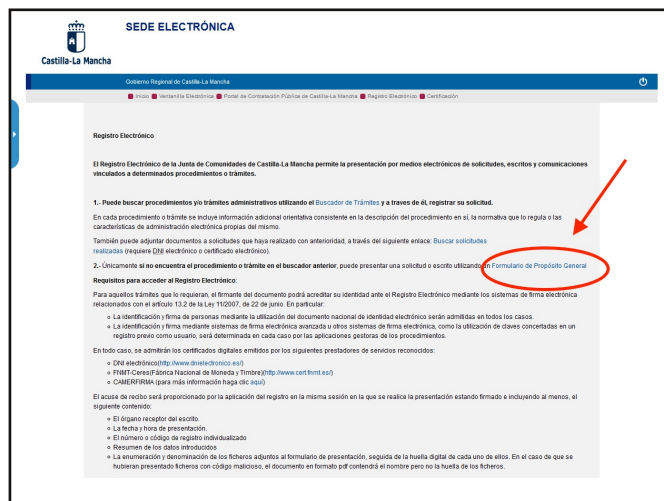 SEDE ELECTRÓNICA
Castilla-La Mancha
Gobierno Regional de Castilla-La Mancha
Inicio Ventanilla Electrónica Portal de Contratación Pública de Castilla-La Mancha Registro Electrónico Certificación
Registro Electrónico
El Registro Electrónico de la Junta de Comunidades de Castilla-La Mancha permite la presentación por medios electrónicos de solicitudes, escritos y comunicaciones
vinculados a determinados procedimientos o trámites.
1.- Puede buscar procedimientos y/o trámites administrativos utilizando el Buscador de Trámites y a traves de él, registrar su solicitud.
En cada procedimiento o trámite se incluye información adicional orientativa consistente en la descripción del procedimiento en sí, la normativa que lo regula o las
características de administración electrónica propias del mismo.
También puede adjuntar documentos a solicitudes que haya realizado con anterioridad, a través del siguiente enlace: Buscar solicitudes
realizadas (requiere DNI electrónico o certificado electrónico).
2.- Únicamente si no encuentra el procedimiento o trámite en el buscador anterior, puede presentar una solicitud o escrito utilizando un Formulario de Propósito General
Requisitos para acceder al Registro Electrónico:
Para aquellos trámites que lo requieran, el firmante del documento podrá acreditar su identidad ante el Registro Electrónico mediante los sistemas de firma electrónica
relacionados con el artículo 13.2 de la Ley 11/2007, de 22 de junio. En particular:
La identificación y firma de personas mediante la utilización del documento nacional de identidad electrónico serán admitidas en todos los casos.
La identificación y firma mediante sistemas de firma electrónica avanzada u otros sistemas de firma electrónica, como la utilización de claves concertadas en un
registro previo como usuario, será determinada en cada caso por las aplicaciones gestoras de los procedimientos.
En todo caso, se admitirán los certificados digitales emitidos por los siguientes prestadores de servicios reconocidos:
DNI electrónico(http://www.dnielectronico.es/)
FNMT-Ceres(Fábrica Nacional de Moneda y Timbre)(http://www.cert.fnmt.es/)
CAMERFIRMA (para más información haga clic aquí)
El acuse de recibo será proporcionado por la aplicación del registro en la misma sesión en la que se realice la presentación estando firmado e incluyendo al menos, el
siguiente contenido:
El órgano receptor del escrito.
La fecha y hora de presentación.
El número o código de registro individualizado
Resumen de los datos introducidos
La enumeración y denominación de los ficheros adjuntos al formulario de presentación, seguida de la huella digital de cada uno de ellos. En el caso de que se
hubieran presentado ficheros con código malicioso, el documento en formato pdf contendrá el nombre pero no la huella de los ficheros.